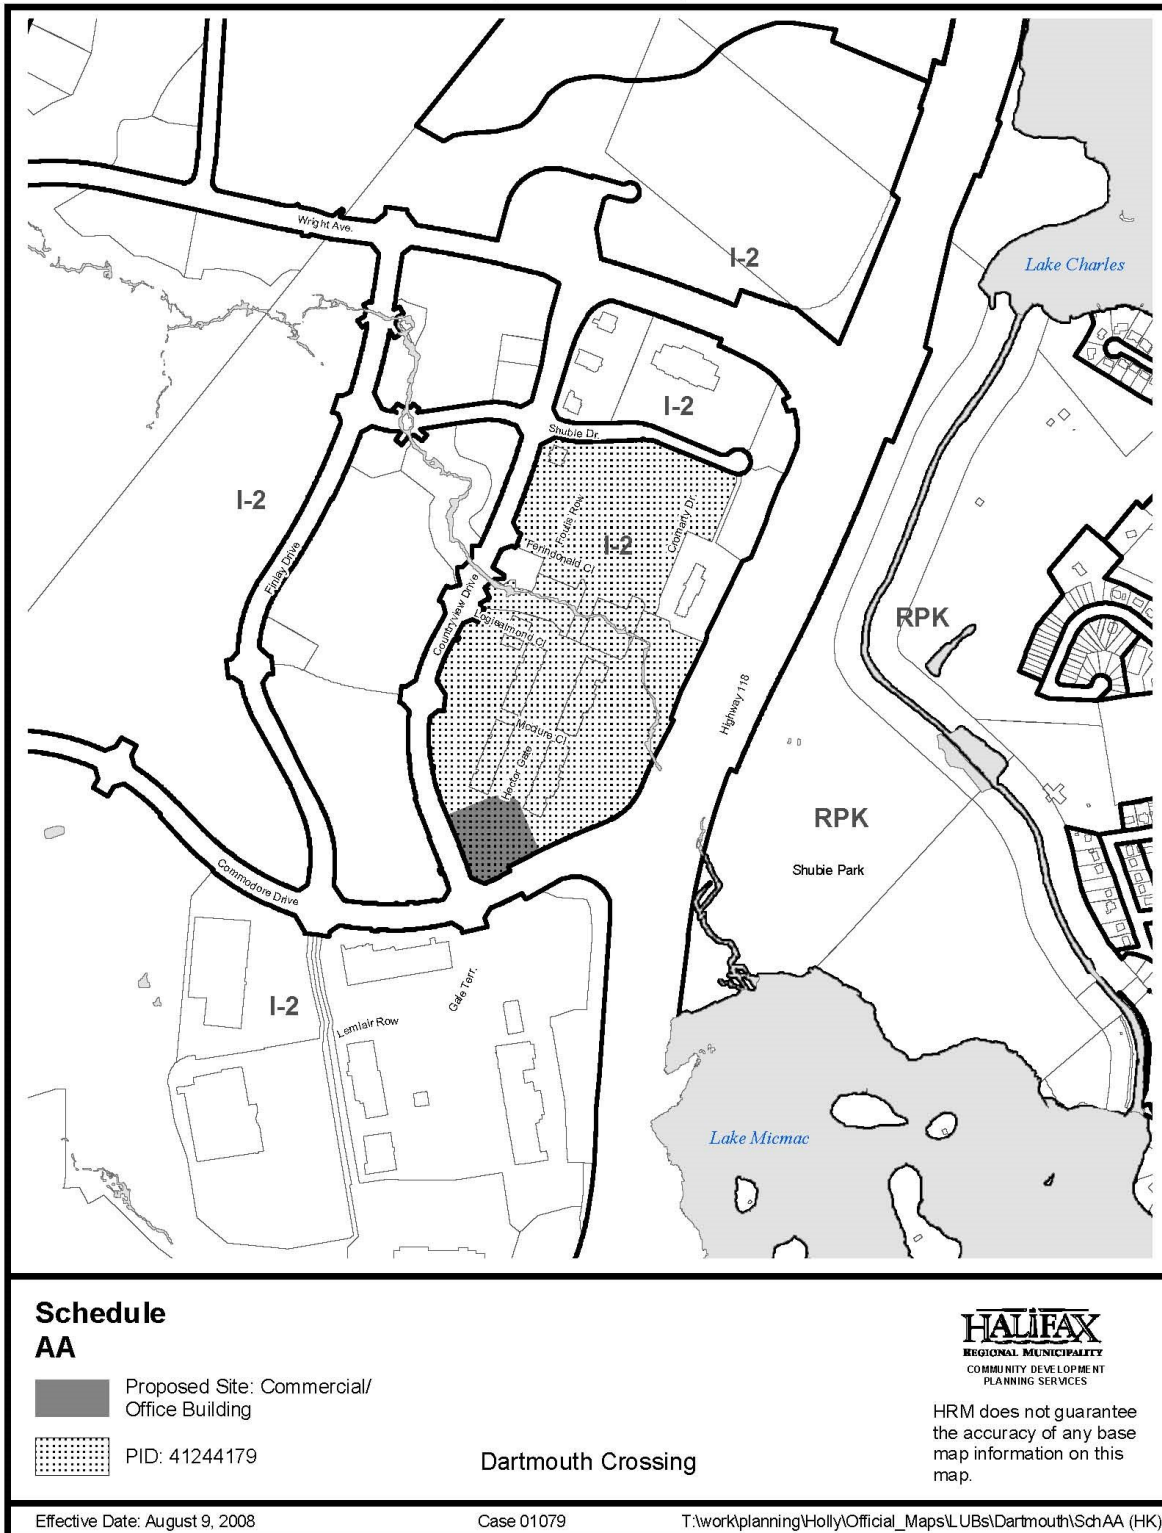 Wright Ave.
I-2
Lake Charles
I-2
Shubie Dr.
I-2
Foulis Row
Cromarty Dr.
I-2
Ferindonald Cl
Finlay Drive
Countryview Drive
Logiealmond Cl
RPK
Highway 118
Mcclure Cl
Hector Gate
RPK
Shubie Park
Commodore Drive
I-2
Gale Terr.
Lemlair Row
Lake Micmac
Schedule
AA
Proposed Site: Commercial/
Office Building
PID: 41244179
Dartmouth Crossing
HALIFAX
REGIONAL MUNICIPALITY
COMMUNITY DEVELOPMENT
PLANNING SERVICES
HRM does not guarantee
the accuracy of any base
map information on this
map.
Effective Date: August 9, 2008
Case 01079
T:\work\planning\Holly\Official_Maps\LUBs\Dartmouth\SchAA (HK)